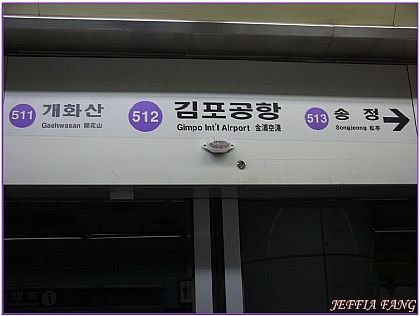 511 개화산
Gaehwasan 開花山
512 김포공항
Gimpo Int'l Airport 金浦空港
513 송정
Songjeong 松亭
JEFFIA FANG